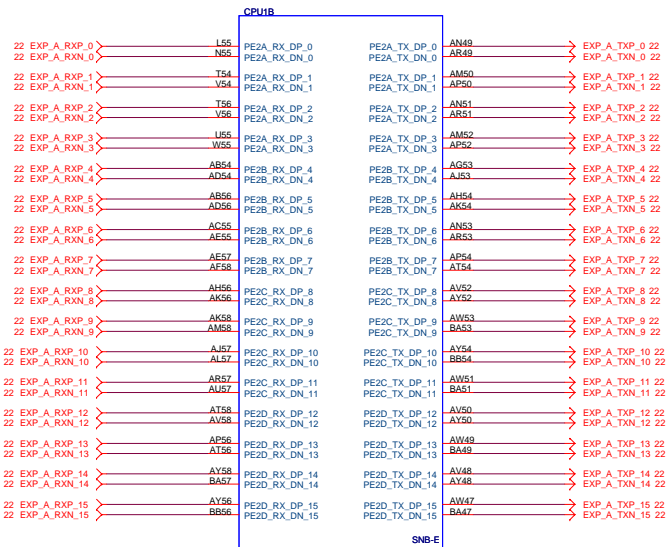 CPU1B
22 EXP_A_RXP_0 L55 PE2A_RX_DP_0 PE2A_TX_DP_0 AN49 EXP_A_TXP_0 22
22 EXP_A_RXN_0 N55 PE2A_RX_DN_0 PE2A_TX_DN_0 AR49 EXP_A_TXN_0 22
22 EXP_A_RXP_1 T54 PE2A_RX_DP_1 PE2A_TX_DP_1 AM50 EXP_A_TXP_1 22
22 EXP_A_RXN_1 V54 PE2A_RX_DN_1 PE2A_TX_DN_1 AP50 EXP_A_TXN_1 22
22 EXP_A_RXP_2 T56 PE2A_RX_DP_2 PE2A_TX_DP_2 AN51 EXP_A_TXP_2 22
22 EXP_A_RXN_2 V56 PE2A_RX_DN_2 PE2A_TX_DN_2 AR51 EXP_A_TXN_2 22
22 EXP_A_RXP_3 U55 PE2A_RX_DP_3 PE2A_TX_DP_3 AM52 EXP_A_TXP_3 22
22 EXP_A_RXN_3 W55 PE2A_RX_DN_3 PE2A_TX_DN_3 AP52 EXP_A_TXN_3 22
22 EXP_A_RXP_4 AB54 PE2B_RX_DP_4 PE2B_TX_DP_4 AG53 EXP_A_TXP_4 22
22 EXP_A_RXN_4 AD54 PE2B_RX_DN_4 PE2B_TX_DN_4 AJ53 EXP_A_TXN_4 22
22 EXP_A_RXP_5 AB56 PE2B_RX_DP_5 PE2B_TX_DP_5 AH54 EXP_A_TXP_5 22
22 EXP_A_RXN_5 AD56 PE2B_RX_DN_5 PE2B_TX_DN_5 AK54 EXP_A_TXN_5 22
22 EXP_A_RXP_6 AC55 PE2B_RX_DP_6 PE2B_TX_DP_6 AN53 EXP_A_TXP_6 22
22 EXP_A_RXN_6 AE55 PE2B_RX_DN_6 PE2B_TX_DN_6 AR53 EXP_A_TXN_6 22
22 EXP_A_RXP_7 AE57 PE2B_RX_DP_7 PE2B_TX_DP_7 AP54 EXP_A_TXP_7 22
22 EXP_A_RXN_7 AF58 PE2B_RX_DN_7 PE2B_TX_DN_7 AT54 EXP_A_TXN_7 22
22 EXP_A_RXP_8 AH56 PE2C_RX_DP_8 PE2C_TX_DP_8 AV52 EXP_A_TXP_8 22
22 EXP_A_RXN_8 AK56 PE2C_RX_DN_8 PE2C_TX_DN_8 AY52 EXP_A_TXN_8 22
22 EXP_A_RXP_9 AK58 PE2C_RX_DP_9 PE2C_TX_DP_9 AW53 EXP_A_TXP_9 22
22 EXP_A_RXN_9 AM58 PE2C_RX_DN_9 PE2C_TX_DN_9 BA53 EXP_A_TXN_9 22
22 EXP_A_RXP_10 AJ57 PE2C_RX_DP_10 PE2C_TX_DP_10 AY54 EXP_A_TXP_10 22
22 EXP_A_RXN_10 AL57 PE2C_RX_DN_10 PE2C_TX_DN_10 BB54 EXP_A_TXN_10 22
22 EXP_A_RXP_11 AR57 PE2C_RX_DP_11 PE2C_TX_DP_11 AW51 EXP_A_TXP_11 22
22 EXP_A_RXN_11 AU57 PE2C_RX_DN_11 PE2C_TX_DN_11 BA51 EXP_A_TXN_11 22
22 EXP_A_RXP_12 AT58 PE2D_RX_DP_12 PE2D_TX_DP_12 AV50 EXP_A_TXP_12 22
22 EXP_A_RXN_12 AV58 PE2D_RX_DN_12 PE2D_TX_DN_12 AY50 EXP_A_TXN_12 22
22 EXP_A_RXP_13 AP56 PE2D_RX_DP_13 PE2D_TX_DP_13 AW49 EXP_A_TXP_13 22
22 EXP_A_RXN_13 AT56 PE2D_RX_DN_13 PE2D_TX_DN_13 BA49 EXP_A_TXN_13 22
22 EXP_A_RXP_14 AY58 PE2D_RX_DP_14 PE2D_TX_DP_14 AV48 EXP_A_TXP_14 22
22 EXP_A_RXN_14 BA57 PE2D_RX_DN_14 PE2D_TX_DN_14 AY48 EXP_A_TXN_14 22
22 EXP_A_RXP_15 AY56 PE2D_RX_DP_15 PE2D_TX_DP_15 AW47 EXP_A_TXP_15 22
22 EXP_A_RXN_15 BB56 PE2D_RX_DN_15 PE2D_TX_DN_15 BA47 EXP_A_TXN_15 22
SNB-E